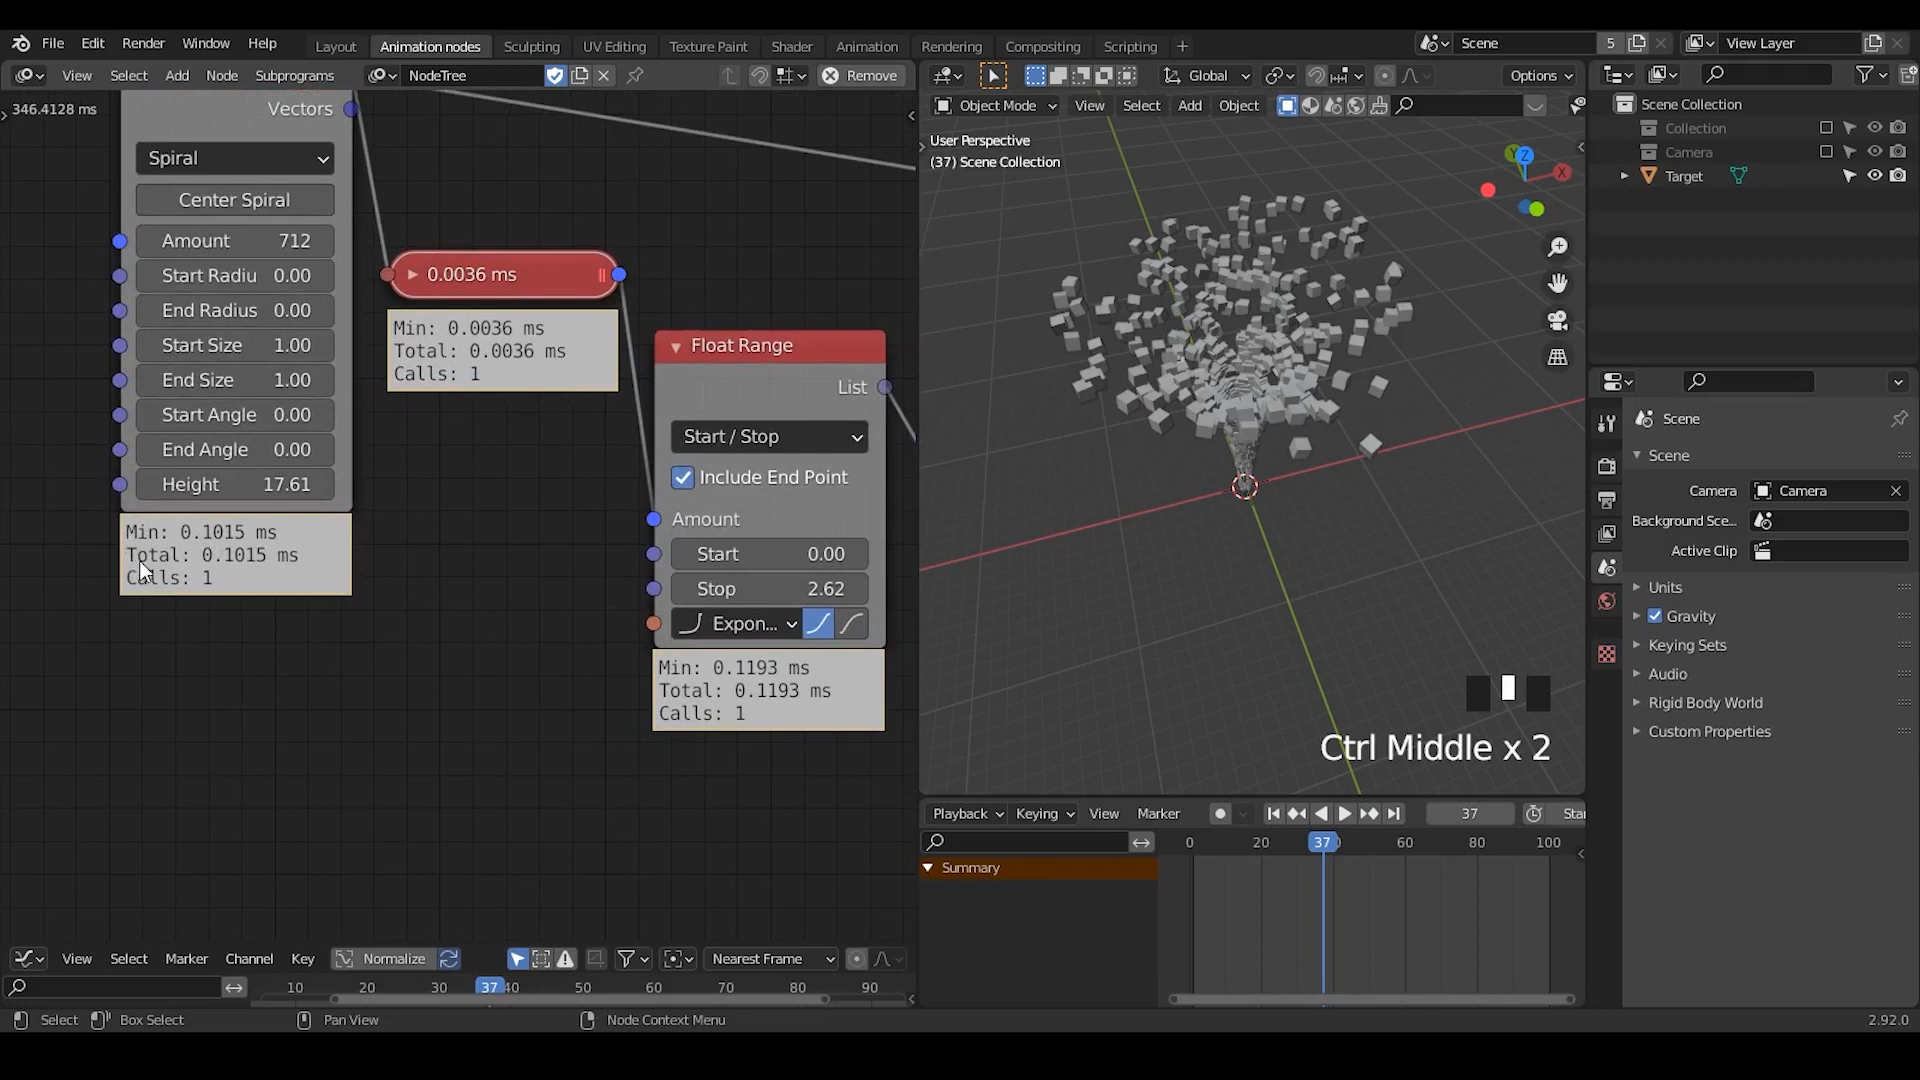 File Edit Render Window Help Layout Animation nodes Sculpting UV Editing Texture Paint Shader Animation Rendering Compositing Scripting
Scene 5 View Layer
View Select Add Node Subprograms NodeTree Remove
Global Options
346.4128 ms
Vectors
Spiral
Center Spiral
Amount 712
Start Radiu 0.00
End Radius 0.00
Start Size 1.00
End Size 1.00
Start Angle 0.00
End Angle 0.00
Height 17.61
Min: 0.1015 ms
Total: 0.1015 ms
Calls: 1
0.0036 ms
Min: 0.0036 ms
Total: 0.0036 ms
Calls: 1
Float Range
List
Start / Stop
Include End Point
Amount
Start 0.00
Stop 2.62
Expon...
Min: 0.1193 ms
Total: 0.1193 ms
Calls: 1
Object Mode View Select Add Object
User Perspective
(37) Scene Collection
Y Z X
Ctrl Middle x 2
Scene Collection
Collection
Camera
Target
Scene
Scene
Camera Camera
Background Sce...
Active Clip
Units
Gravity
Keying Sets
Audio
Rigid Body World
Custom Properties
Playback Keying View Marker 37 Star
0 20 37 60 80 100
Summary
View Select Marker Channel Key Normalize Nearest Frame
10 20 30 37 40 50 60 70 80 90
Select Box Select Pan View Node Context Menu 2.92.0